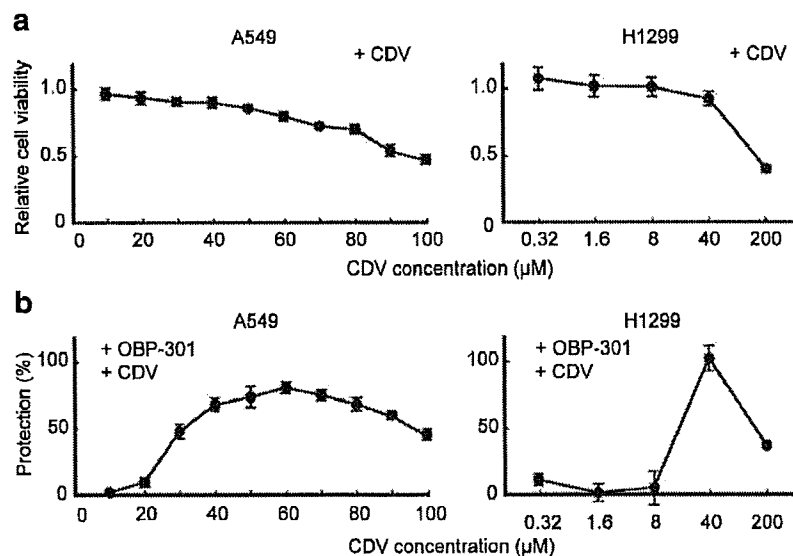 a
A549
+ CDV
H1299
+ CDV
Relative cell viability
1.0
0.5
0
1.0
0.5
0
0 20 40 60 80 100
0.32 1.6 8 40 200
CDV concentration (µM)
b
A549
+ OBP-301
+ CDV
H1299
+ OBP-301
+ CDV
Protection (%)
100
50
0
100
50
0
0 20 40 60 80 100
0.32 1.6 8 40 200
CDV concentration (µM)